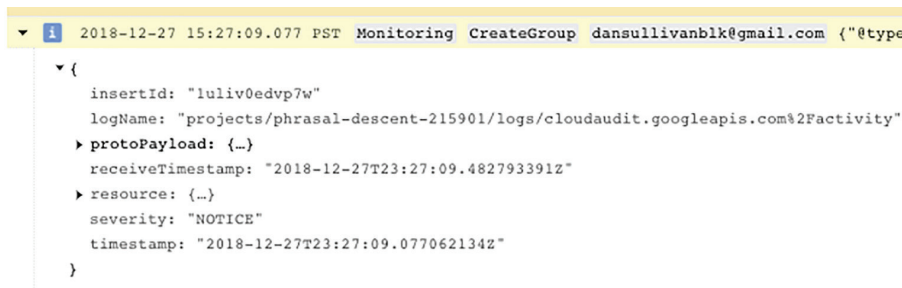 2018-12-27 15:27:09.077 PST Monitoring CreateGroup dansullivanblk@gmail.com {"@type
{
insertId: "1uliv0edvp7w"
logName: "projects/phrasal-descent-215901/logs/cloudaudit.googleapis.com%2Factivity"
protoPayload: {…}
receiveTimestamp: "2018-12-27T23:27:09.482793391Z"
resource: {…}
severity: "NOTICE"
timestamp: "2018-12-27T23:27:09.077062134Z"
}